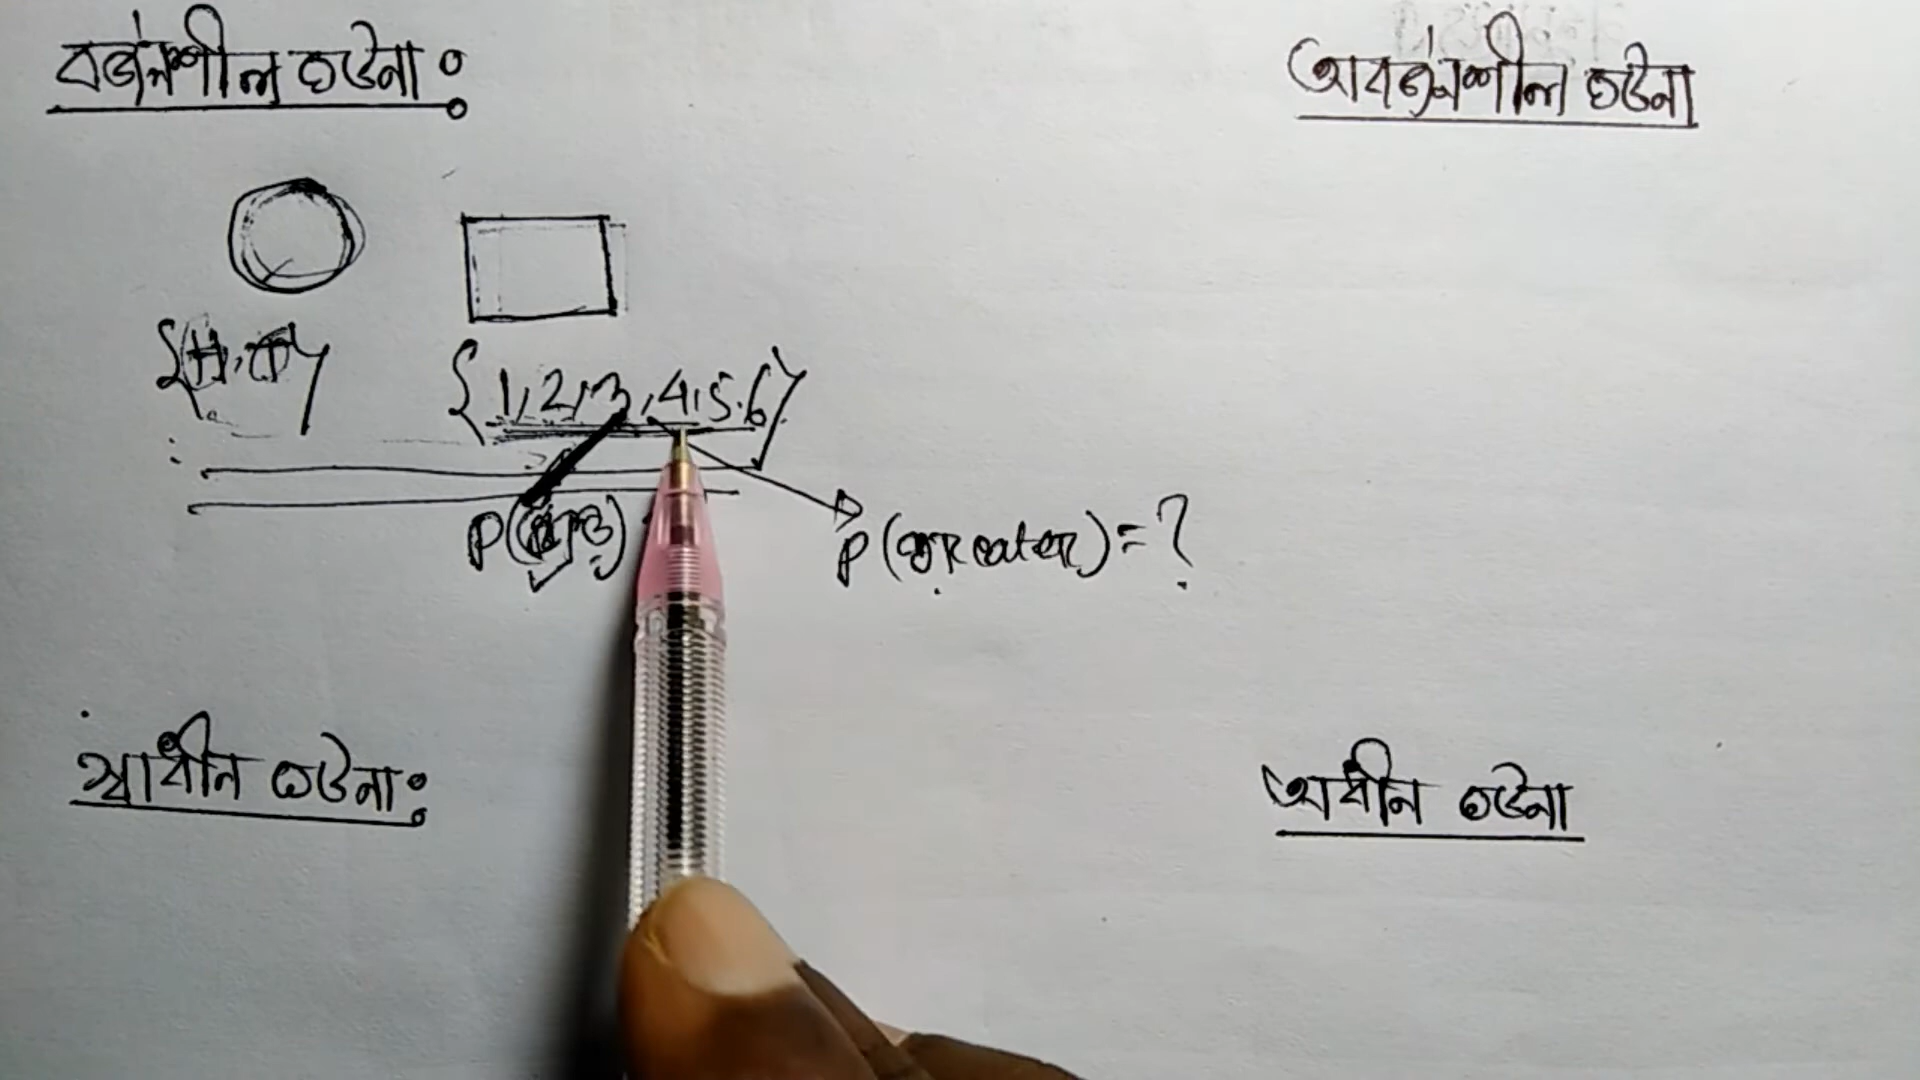 বর্জনশীল ঘটনা :
অবর্জনশীল ঘটনা
{H, T}
{1, 2, 3, 4, 5, 6}
P (greater) = ?
স্বাধীন ঘটনা :
অধীন ঘটনা